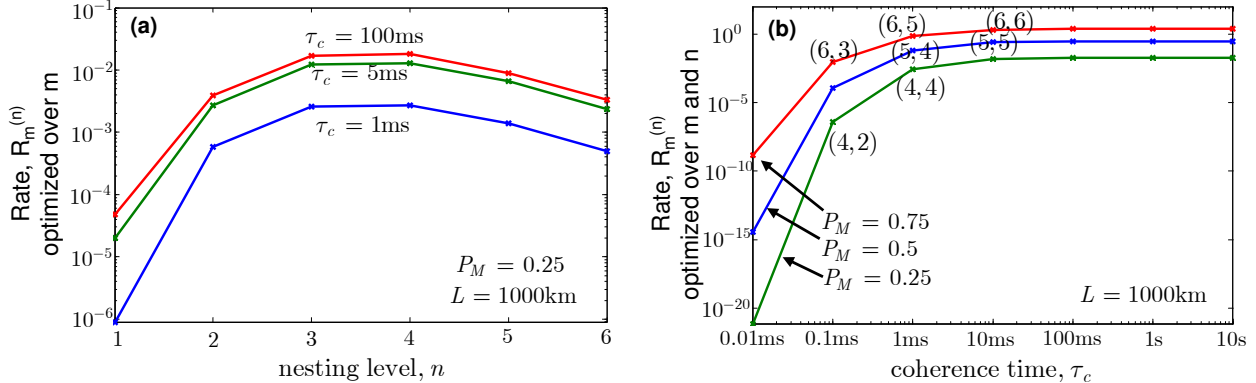 (a)
τ_c = 100ms
τ_c = 5ms
τ_c = 1ms
P_M = 0.25
L = 1000km
10^{-1}
10^{-2}
10^{-3}
10^{-4}
10^{-5}
10^{-6}
1 2 3 4 5 6
nesting level, n
Rate, R_m^{(n)}
optimized over m
(b)
(6,5) (6,6)
(6,3) (5,4) (5,5)
(4,4)
(4,2)
P_M = 0.75
P_M = 0.5
P_M = 0.25
L = 1000km
10^0
10^{-5}
10^{-10}
10^{-15}
10^{-20}
0.01ms 0.1ms 1ms 10ms 100ms 1s 10s
coherence time, τ_c
Rate, R_m^{(n)}
optimized over m and n